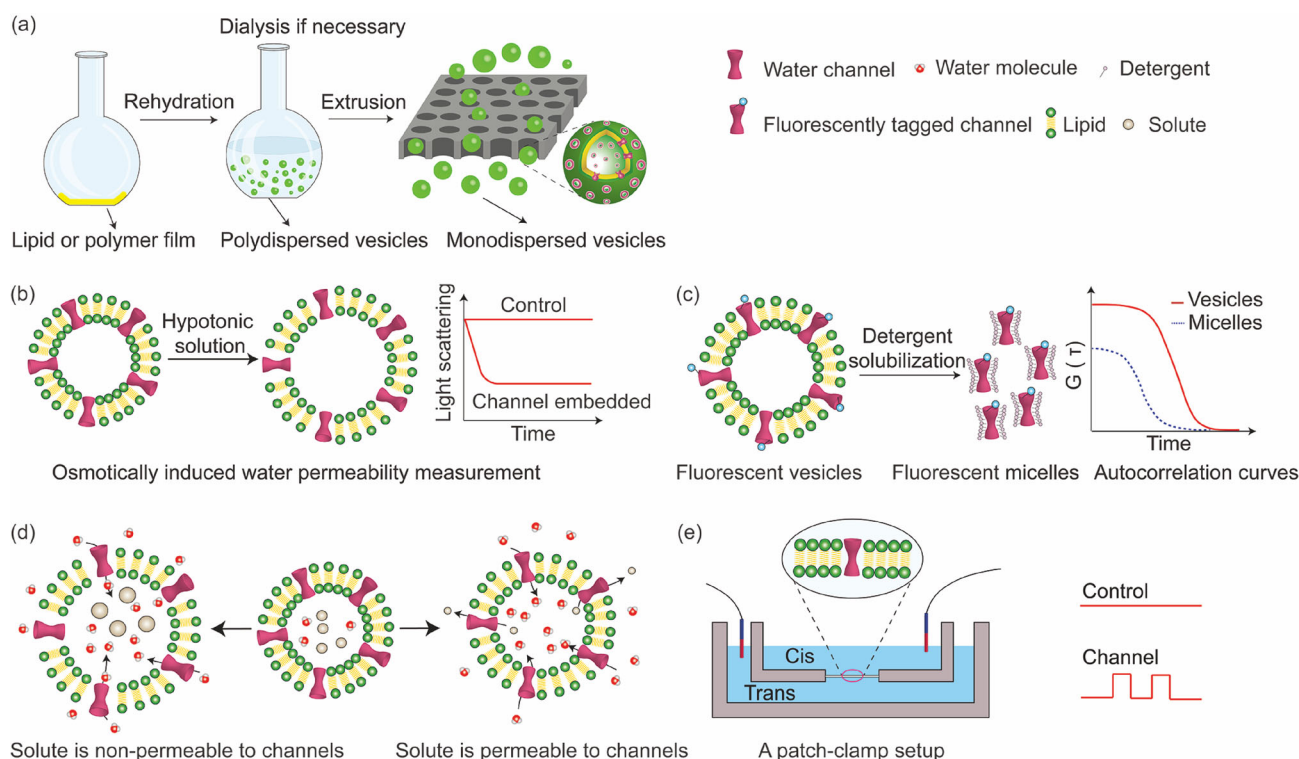 (a)
Dialysis if necessary
Rehydration
Extrusion
Lipid or polymer film
Polydispersed vesicles
Monodispersed vesicles
Water channel
Water molecule
Detergent
Fluorescently tagged channel
Lipid
Solute
(b)
Hypotonic
solution
Light scattering
Control
Channel embedded
Time
Osmotically induced water permeability measurement
(c)
Detergent
solubilization
Vesicles
Micelles
G (τ)
Time
Fluorescent vesicles
Fluorescent micelles
Autocorrelation curves
(d)
Solute is non-permeable to channels
Solute is permeable to channels
(e)
Cis
Trans
Control
Channel
A patch-clamp setup